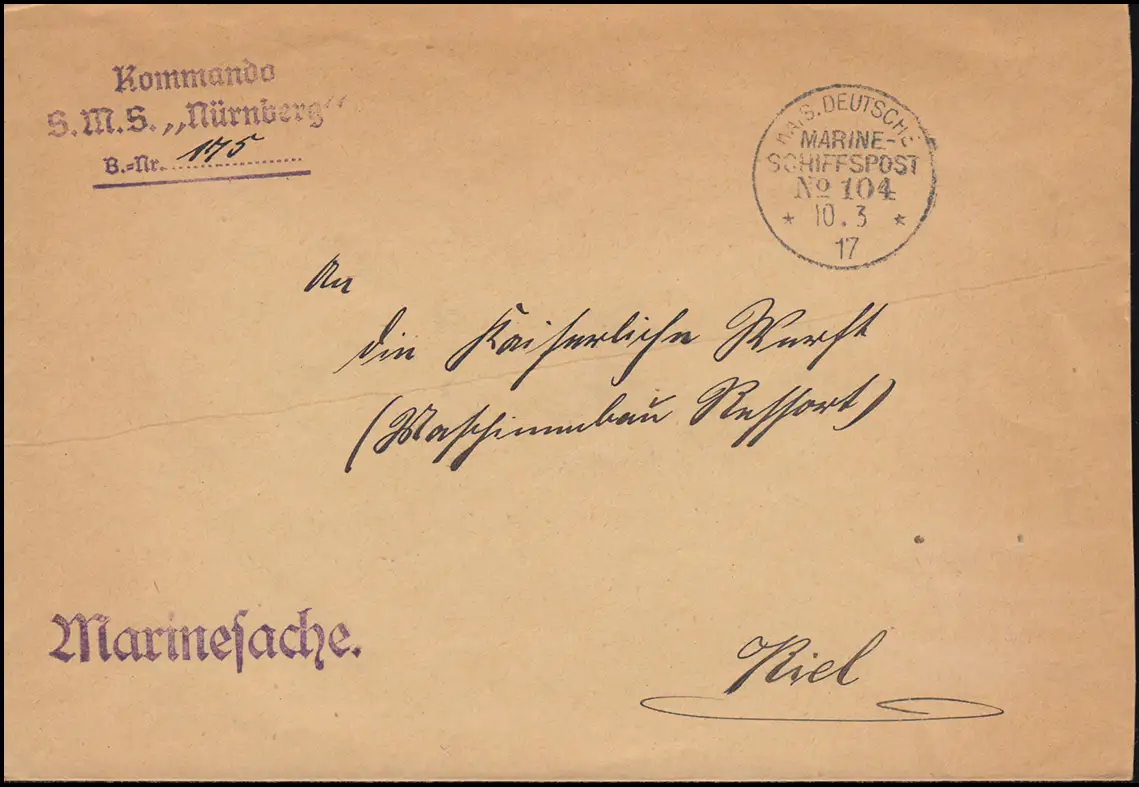 Kommando
S.M.S. „Nürnberg“
B.-Nr. 175
KAIS. DEUTSCHE
MARINE-
SCHIFFSPOST
No 104
* 10.3 *
17
An
die Kaiserliche Werft
(Maschinenbau Ressort)
Marinesache.
Kiel